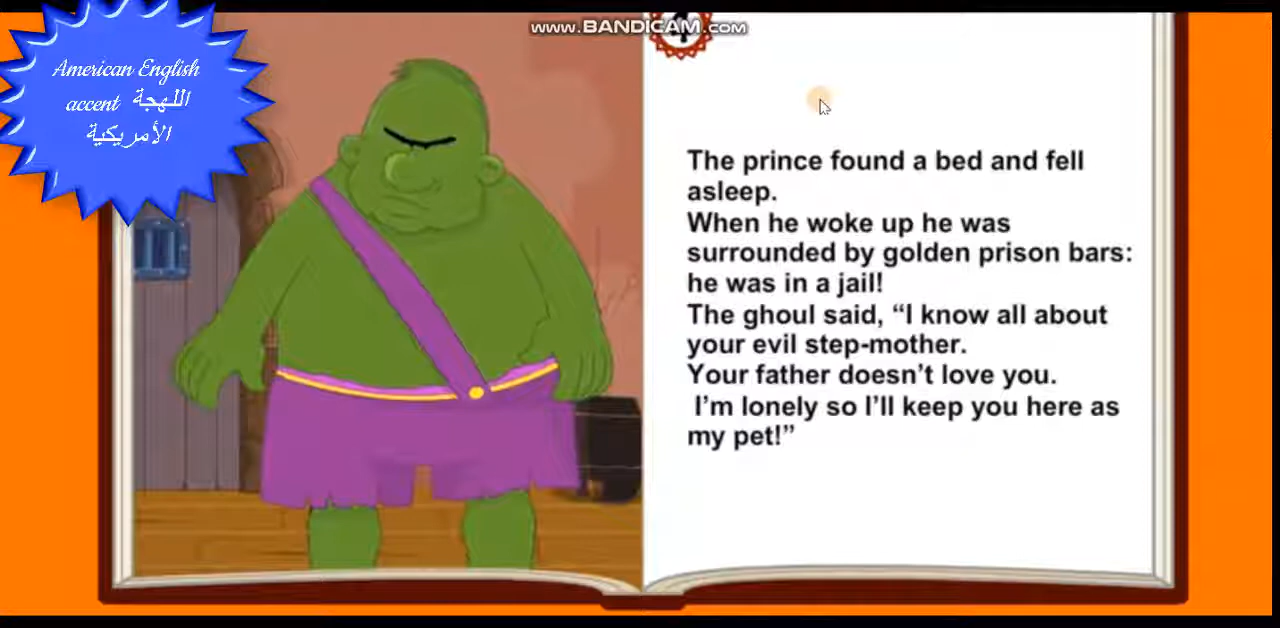 www.BANDICAM.com
American English
accent اللهجة
الأمريكية
4
The prince found a bed and fell
asleep.
When he woke up he was
surrounded by golden prison bars:
he was in a jail!
The ghoul said, “I know all about
your evil step-mother.
Your father doesn’t love you.
I’m lonely so I’ll keep you here as
my pet!”